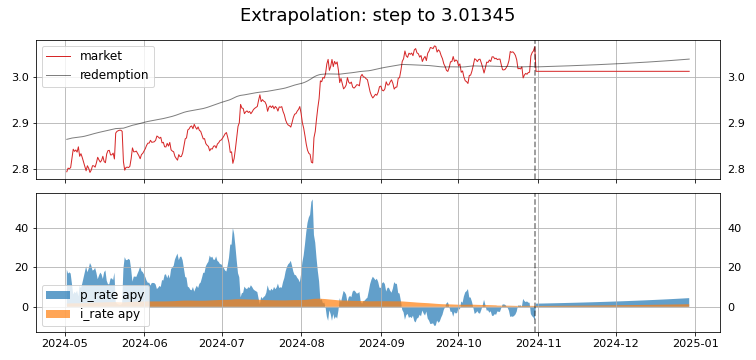 Extrapolation: step to 3.01345
market
redemption
3.0 3.0
2.9 2.9
2.8 2.8
40 40
20 20
0 0
p_rate apy
i_rate apy
2024-05 2024-06 2024-07 2024-08 2024-09 2024-10 2024-11 2024-12 2025-01